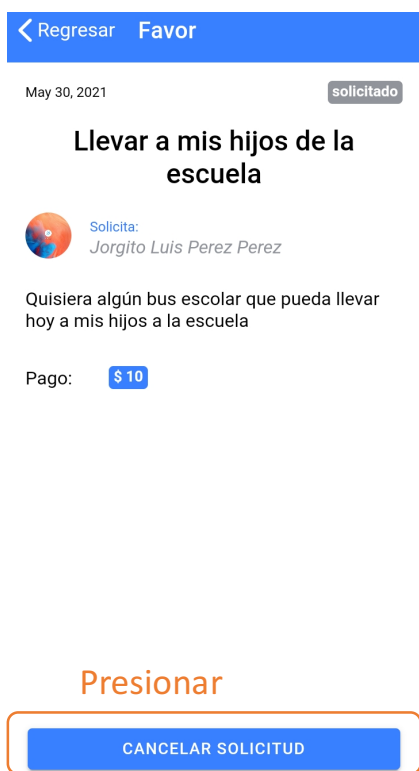 Regresar Favor
May 30, 2021 solicitado
Llevar a mis hijos de la
escuela
Solicita:
Jorgito Luis Perez Perez
Quisiera algún bus escolar que pueda llevar
hoy a mis hijos a la escuela
Pago: $ 10
Presionar
CANCELAR SOLICITUD